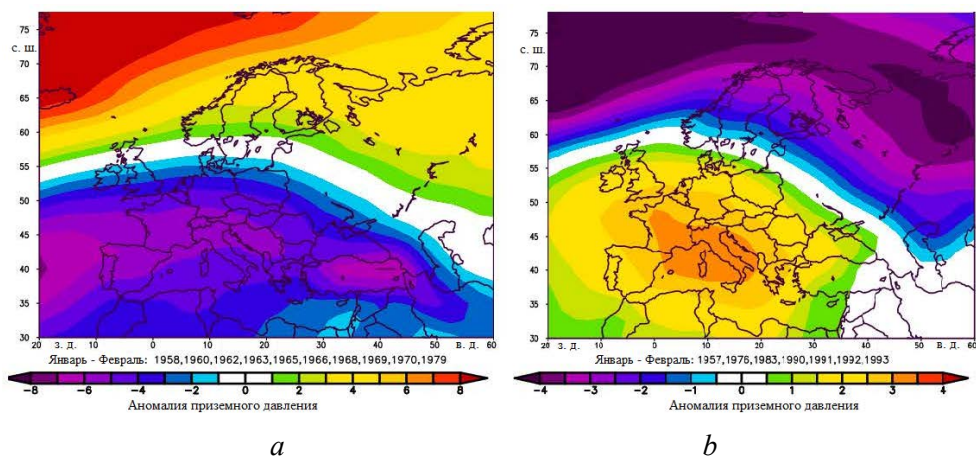 с. ш.
75
70
65
60
55
50
45
40
35
30
20 з. д. 0 10 20 30 40 в. д. 60
Январь - Февраль: 1958,1960,1962,1963,1965,1966,1968,1969,1970,1979
-8 -6 -4 -2 0 2 4 6 8
Аномалия приземного давления
a
с. ш.
75
70
65
60
55
50
45
40
35
30
20 з. д. 0 10 20 30 40 в. д. 60
Январь - Февраль: 1957,1976,1983,1990,1991,1992,1993
-4 -3 -2 -1 0 1 2 3 4
Аномалия приземного давления
b